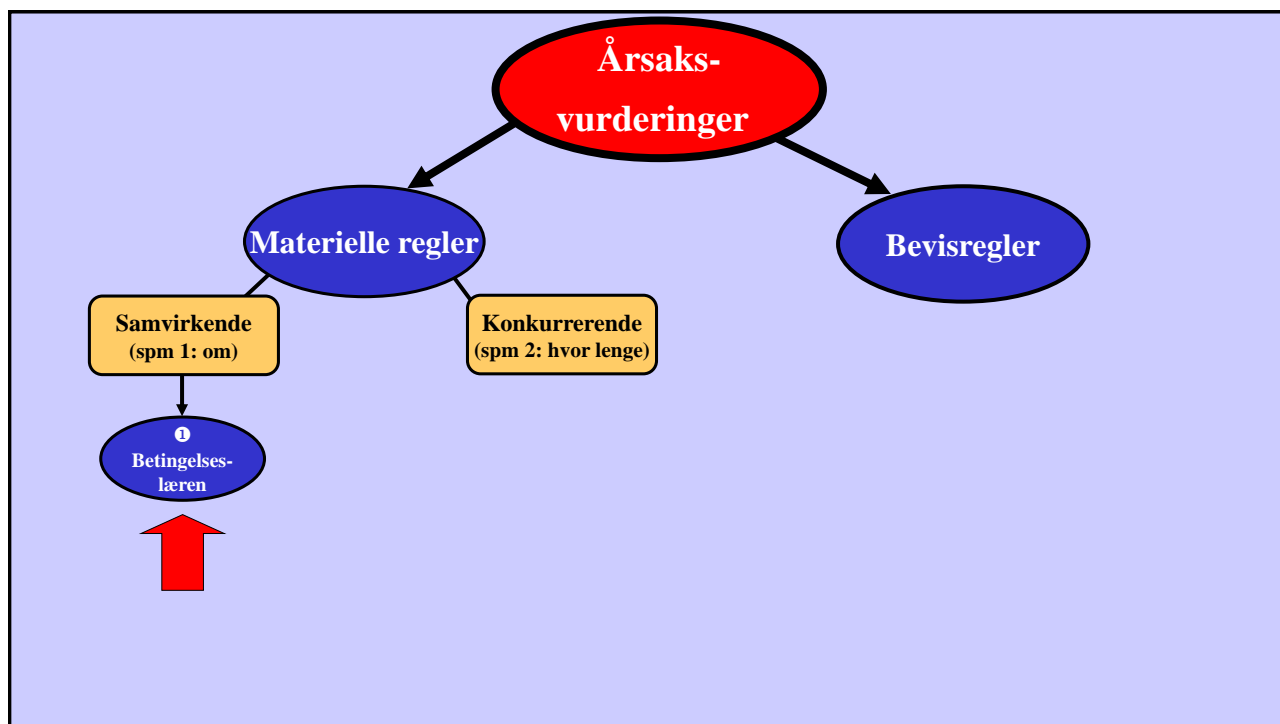 Årsaks-
vurderinger
Materielle regler
Bevisregler
Samvirkende
(spm 1: om)
Konkurrerende
(spm 2: hvor lenge)
❶
Betingelses-
læren